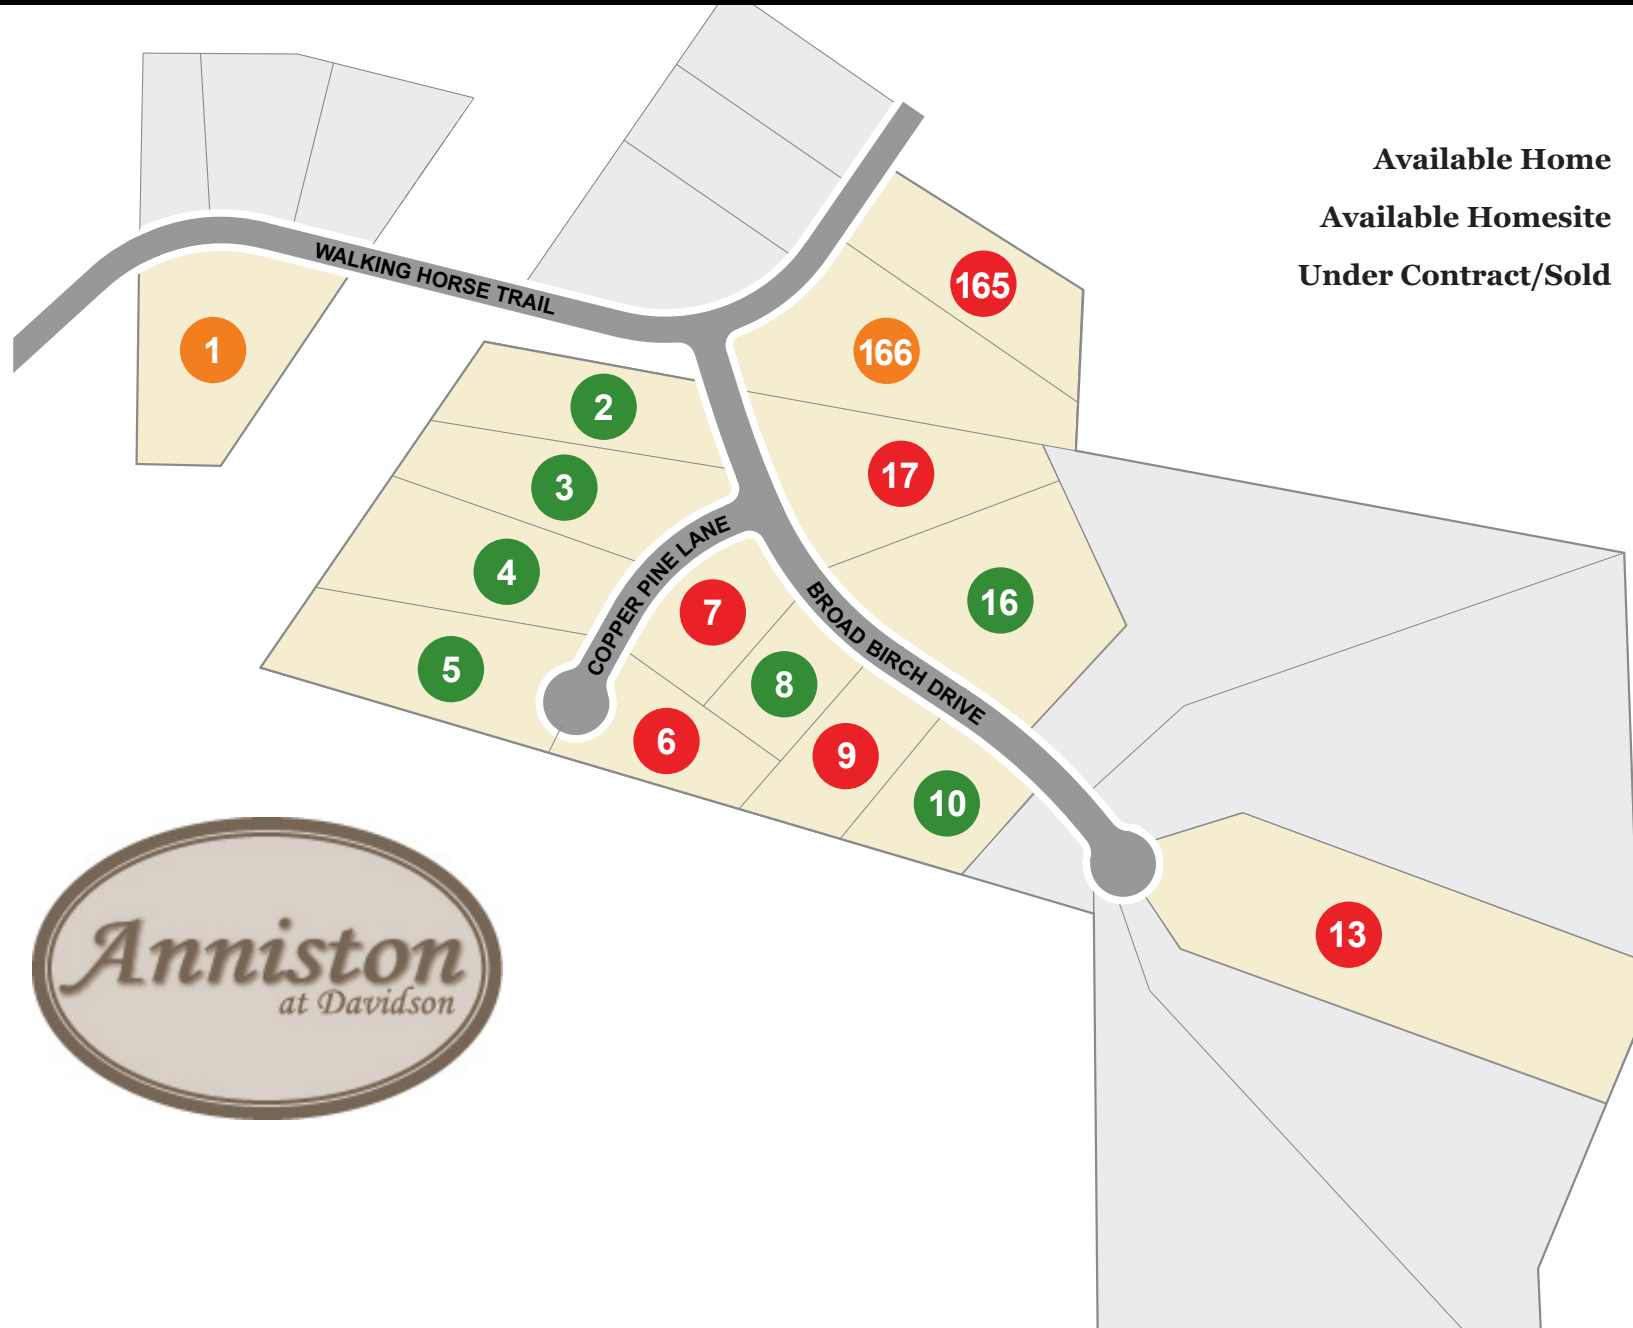 Available Home
Available Homesite
Under Contract/Sold
WALKING HORSE TRAIL
165
166
1
2
17
3
4
COPPER PINE LANE
16
7
BROAD BIRCH DRIVE
5
8
6
9
10
13
Anniston
at Davidson